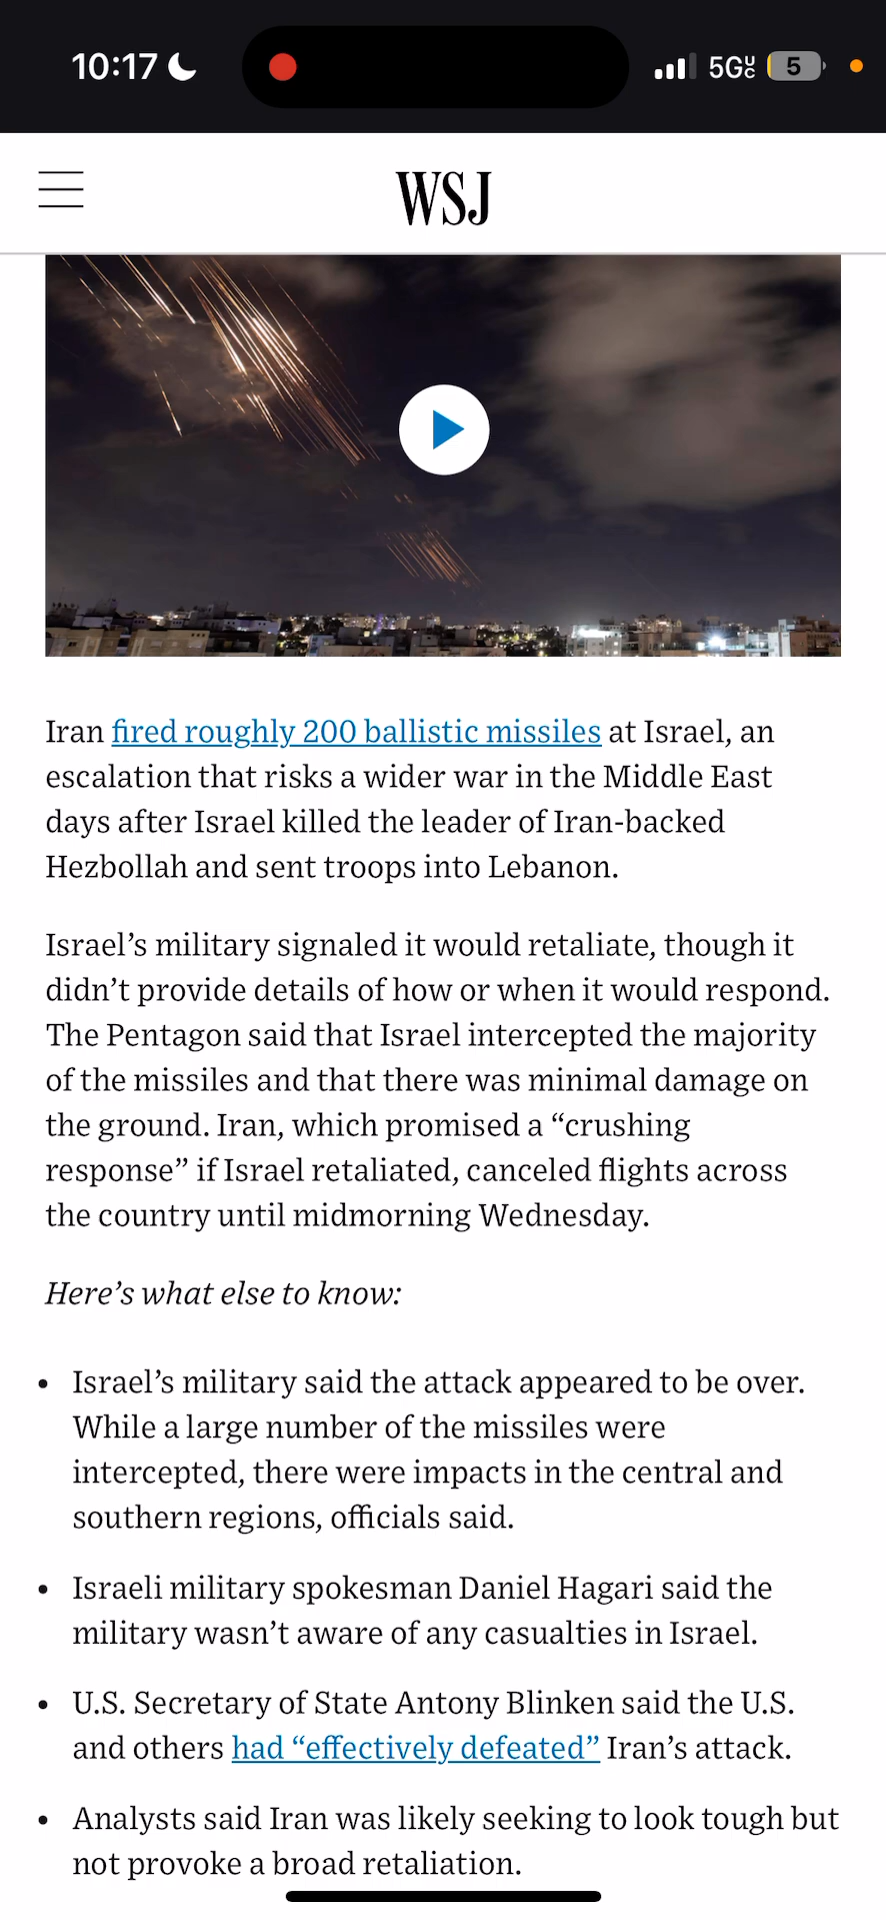 10:17
5GUC
5
WSJ
Iran fired roughly 200 ballistic missiles at Israel, an
escalation that risks a wider war in the Middle East
days after Israel killed the leader of Iran-backed
Hezbollah and sent troops into Lebanon.
Israel’s military signaled it would retaliate, though it
didn’t provide details of how or when it would respond.
The Pentagon said that Israel intercepted the majority
of the missiles and that there was minimal damage on
the ground. Iran, which promised a “crushing
response” if Israel retaliated, canceled flights across
the country until midmorning Wednesday.
Here’s what else to know:
• Israel’s military said the attack appeared to be over.
While a large number of the missiles were
intercepted, there were impacts in the central and
southern regions, officials said.
• Israeli military spokesman Daniel Hagari said the
military wasn’t aware of any casualties in Israel.
• U.S. Secretary of State Antony Blinken said the U.S.
and others had “effectively defeated” Iran’s attack.
• Analysts said Iran was likely seeking to look tough but
not provoke a broad retaliation.